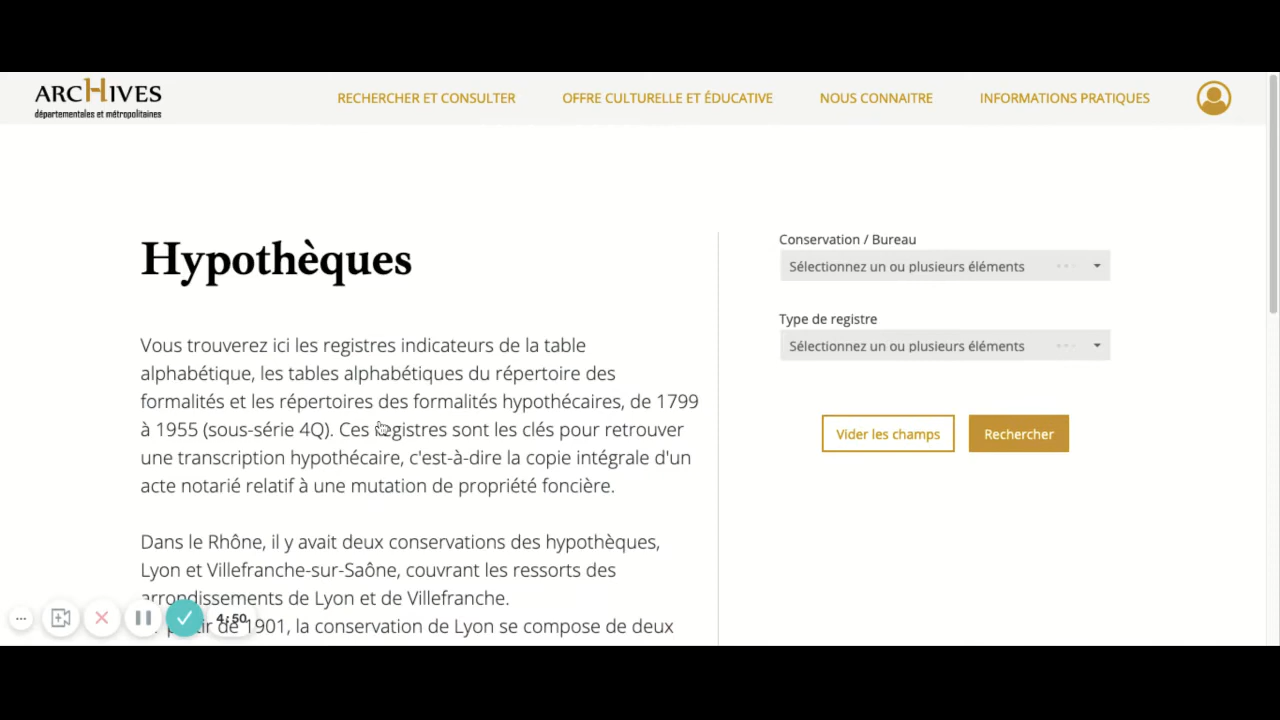 ARCHIVES
départementales et métropolitaines
RECHERCHER ET CONSULTER
OFFRE CULTURELLE ET ÉDUCATIVE
NOUS CONNAITRE
INFORMATIONS PRATIQUES
Hypothèques
Vous trouverez ici les registres indicateurs de la table
alphabétique, les tables alphabétiques du répertoire des
formalités et les répertoires des formalités hypothécaires, de 1799
à 1955 (sous-série 4Q). Ces registres sont les clés pour retrouver
une transcription hypothécaire, c'est-à-dire la copie intégrale d'un
acte notarié relatif à une mutation de propriété foncière.
Dans le Rhône, il y avait deux conservations des hypothèques,
Lyon et Villefranche-sur-Saône, couvrant les ressorts des
arrondissements de Lyon et de Villefranche.
partir de 1901, la conservation de Lyon se compose de deux
Conservation / Bureau
Sélectionnez un ou plusieurs éléments
Type de registre
Sélectionnez un ou plusieurs éléments
Vider les champs
Rechercher
4:50